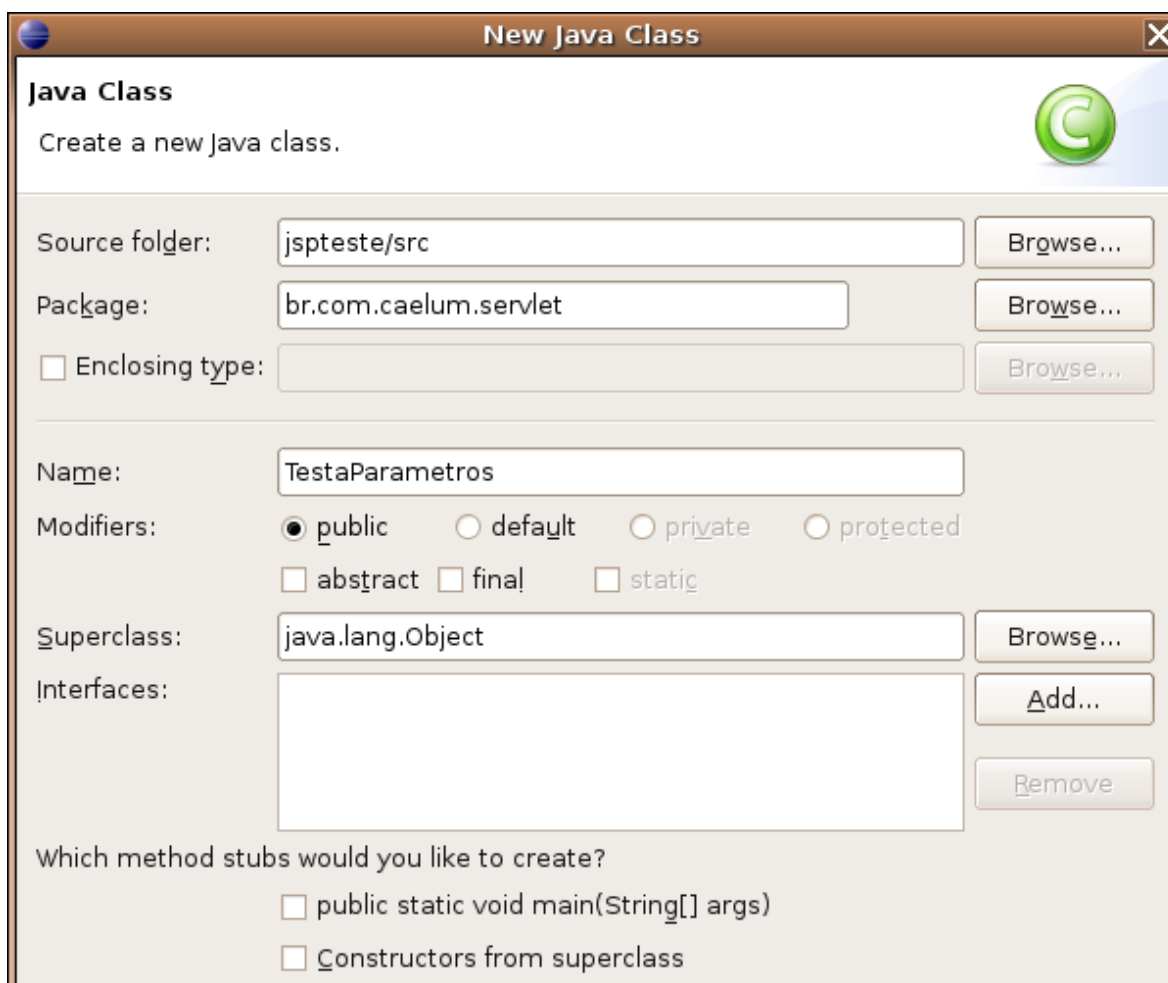 New Java Class
Java Class
Create a new Java class.
C
Source folder: jspteste/src Browse...
Package: br.com.caelum.servlet Browse...
Enclosing type: Browse...
Name: TestaParametros
Modifiers: public default private protected
abstract final static
Superclass: java.lang.Object Browse...
Interfaces: Add...
Remove
Which method stubs would you like to create?
public static void main(String[] args)
Constructors from superclass